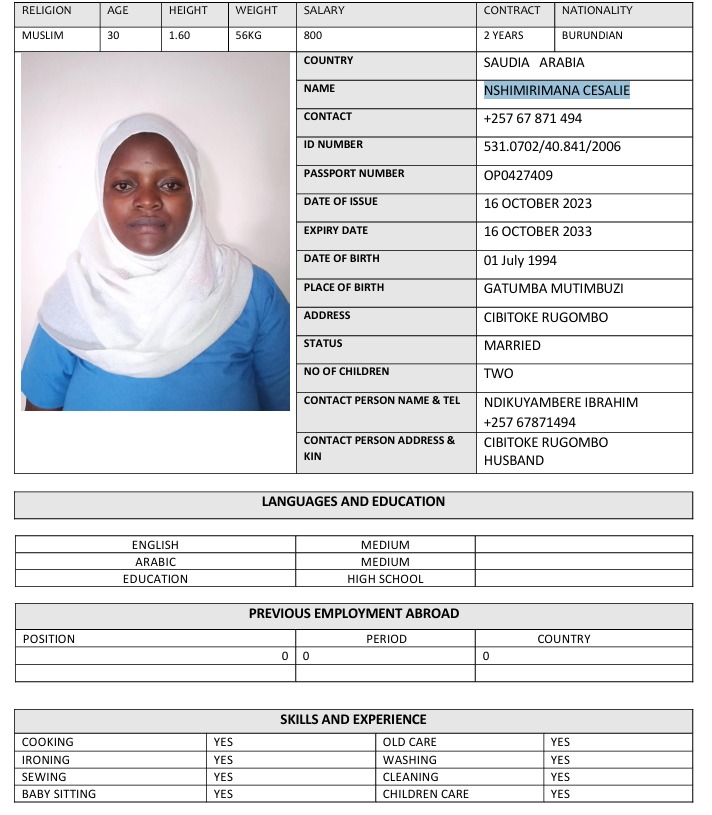 RELIGION AGE HEIGHT WEIGHT SALARY CONTRACT NATIONALITY
MUSLIM 30 1.60 56KG 800 2 YEARS BURUNDIAN
COUNTRY SAUDIA ARABIA
NAME NSHIMIRIMANA CESALIE
CONTACT +257 67 871 494
ID NUMBER 531.0702/40.841/2006
PASSPORT NUMBER OP0427409
DATE OF ISSUE 16 OCTOBER 2023
EXPIRY DATE 16 OCTOBER 2033
DATE OF BIRTH 01 July 1994
PLACE OF BIRTH GATUMBA MUTIMBUZI
ADDRESS CIBITOKE RUGOMBO
STATUS MARRIED
NO OF CHILDREN TWO
CONTACT PERSON NAME & TEL NDIKUYAMBERE IBRAHIM
+257 67871494
CONTACT PERSON ADDRESS & CIBITOKE RUGOMBO
KIN HUSBAND
LANGUAGES AND EDUCATION
ENGLISH MEDIUM
ARABIC MEDIUM
EDUCATION HIGH SCHOOL
PREVIOUS EMPLOYMENT ABROAD
POSITION PERIOD COUNTRY
0 0 0
SKILLS AND EXPERIENCE
COOKING YES OLD CARE YES
IRONING YES WASHING YES
SEWING YES CLEANING YES
BABY SITTING YES CHILDREN CARE YES